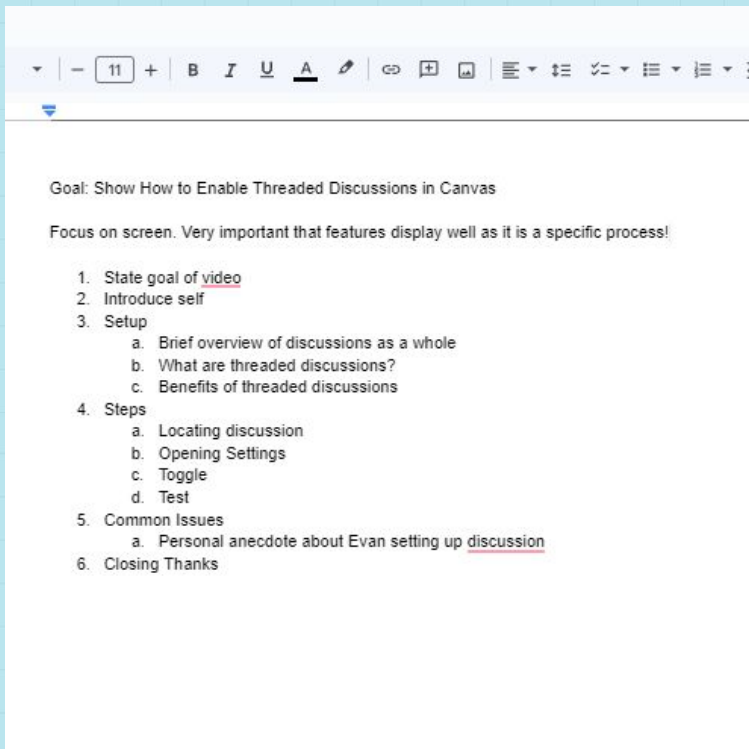 11
B I U A
Goal: Show How to Enable Threaded Discussions in Canvas
Focus on screen. Very important that features display well as it is a specific process!
1. State goal of video
2. Introduce self
3. Setup
a. Brief overview of discussions as a whole
b. What are threaded discussions?
c. Benefits of threaded discussions
4. Steps
a. Locating discussion
b. Opening Settings
c. Toggle
d. Test
5. Common Issues
a. Personal anecdote about Evan setting up discussion
6. Closing Thanks